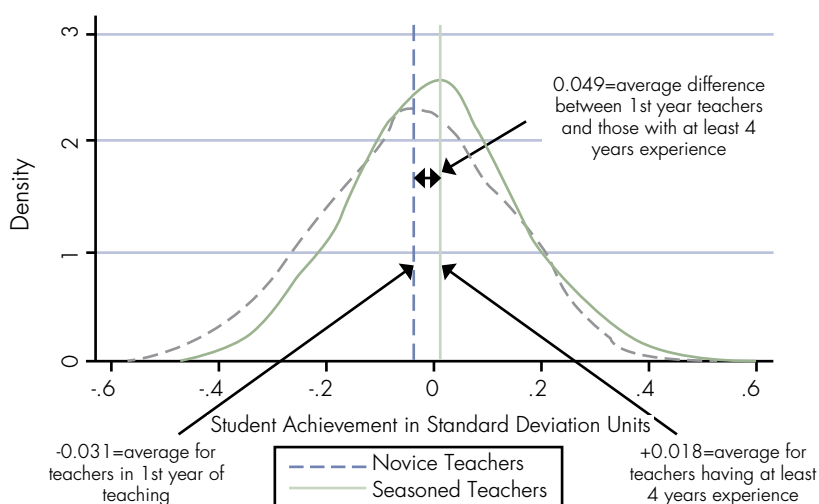 3
2
1
0
Density
0.049=average difference
between 1st year teachers
and those with at least 4
years experience
-.6
-.4
-.2
0
.2
.4
.6
Student Achievement in Standard Deviation Units
-0.031=average for
teachers in 1st year of
teaching
Novice Teachers
Seasoned Teachers
+0.018=average for
teachers having at least
4 years experience